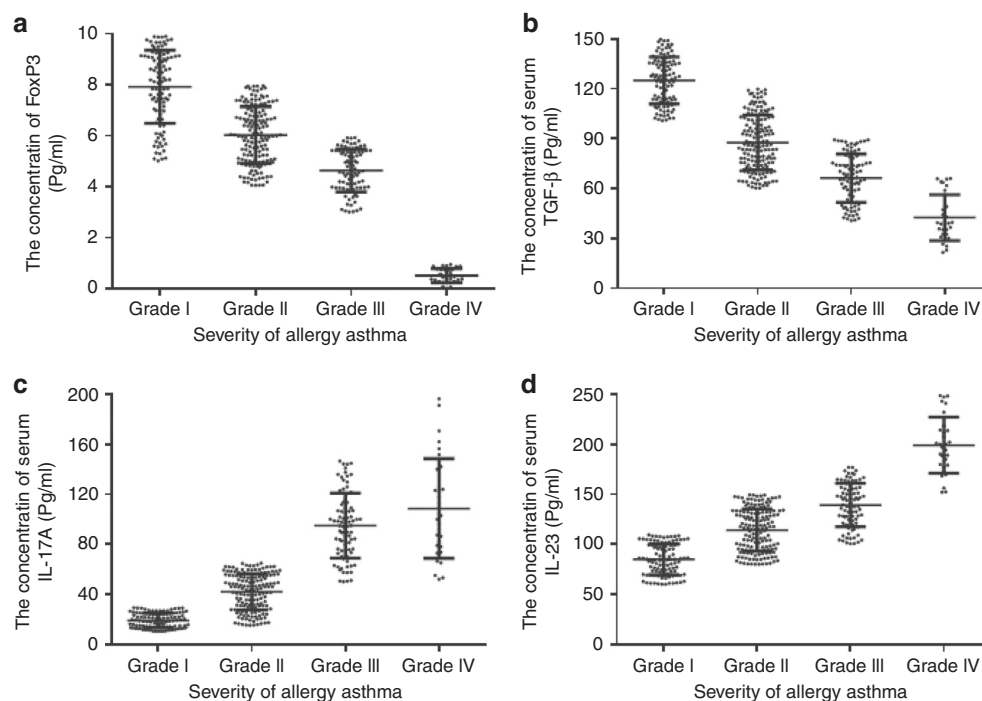 a
The concentratin of FoxP3
(Pg/ml)
10
8
6
4
2
0
Grade I Grade II Grade III Grade IV
Severity of allergy asthma
b
The concentratin of serum
TGF-β (Pg/ml)
150
120
90
60
30
0
Grade I Grade II Grade III Grade IV
Severity of allergy asthma
c
The concentratin of serum
IL-17A (Pg/ml)
200
160
120
80
40
0
Grade I Grade II Grade III Grade IV
Severity of allergy asthma
d
The concentratin of serum
IL-23 (Pg/ml)
250
200
150
100
50
0
Grade I Grade II Grade III Grade IV
Severity of allergy asthma